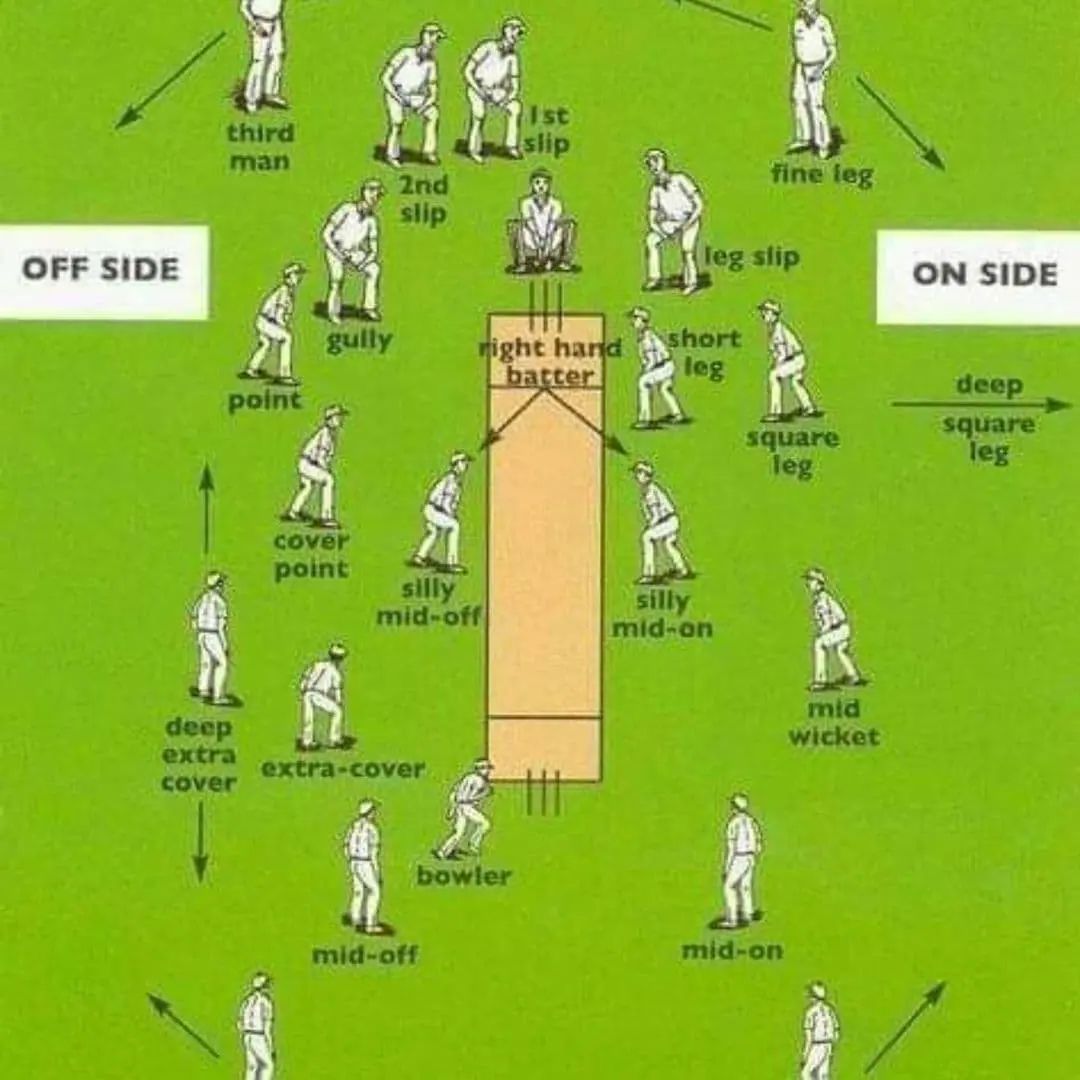 third
man
1st
slip
2nd
slip
fine leg
OFF SIDE
ON SIDE
leg slip
gully
point
right hand
batter
short
leg
square
leg
deep
square
leg
cover
point
silly
mid-off
silly
mid-on
deep
extra
cover
extra-cover
mid
wicket
bowler
mid-off
mid-on